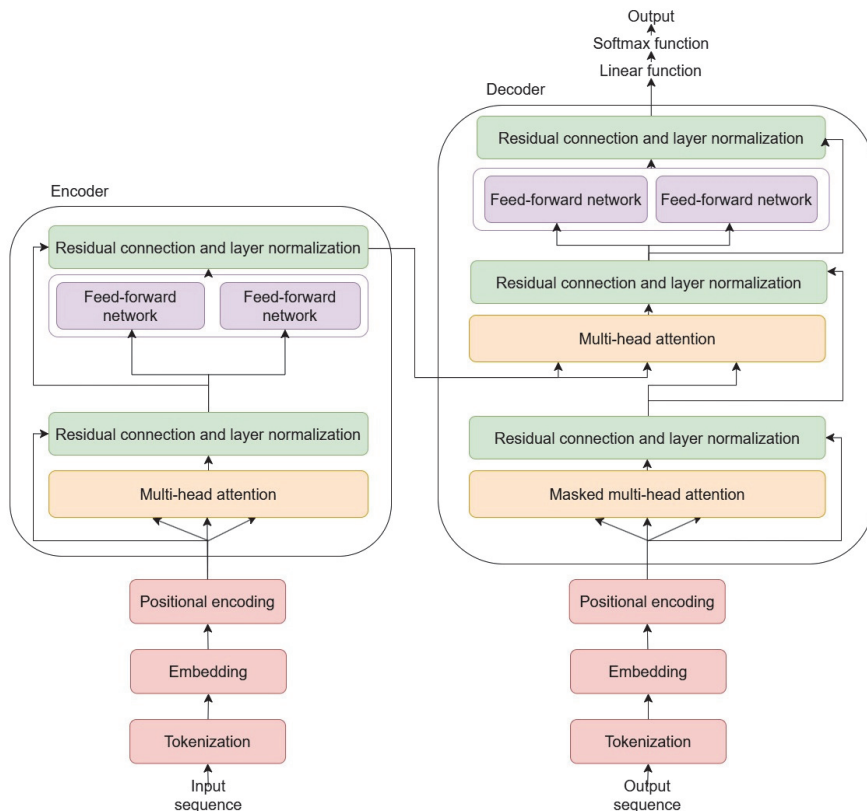 Output
Softmax function
Linear function
Decoder
Residual connection and layer normalization
Feed-forward network
Feed-forward network
Residual connection and layer normalization
Multi-head attention
Residual connection and layer normalization
Masked multi-head attention
Positional encoding
Embedding
Tokenization
Output
sequence
Encoder
Residual connection and layer normalization
Feed-forward
network
Feed-forward
network
Residual connection and layer normalization
Multi-head attention
Positional encoding
Embedding
Tokenization
Input
sequence